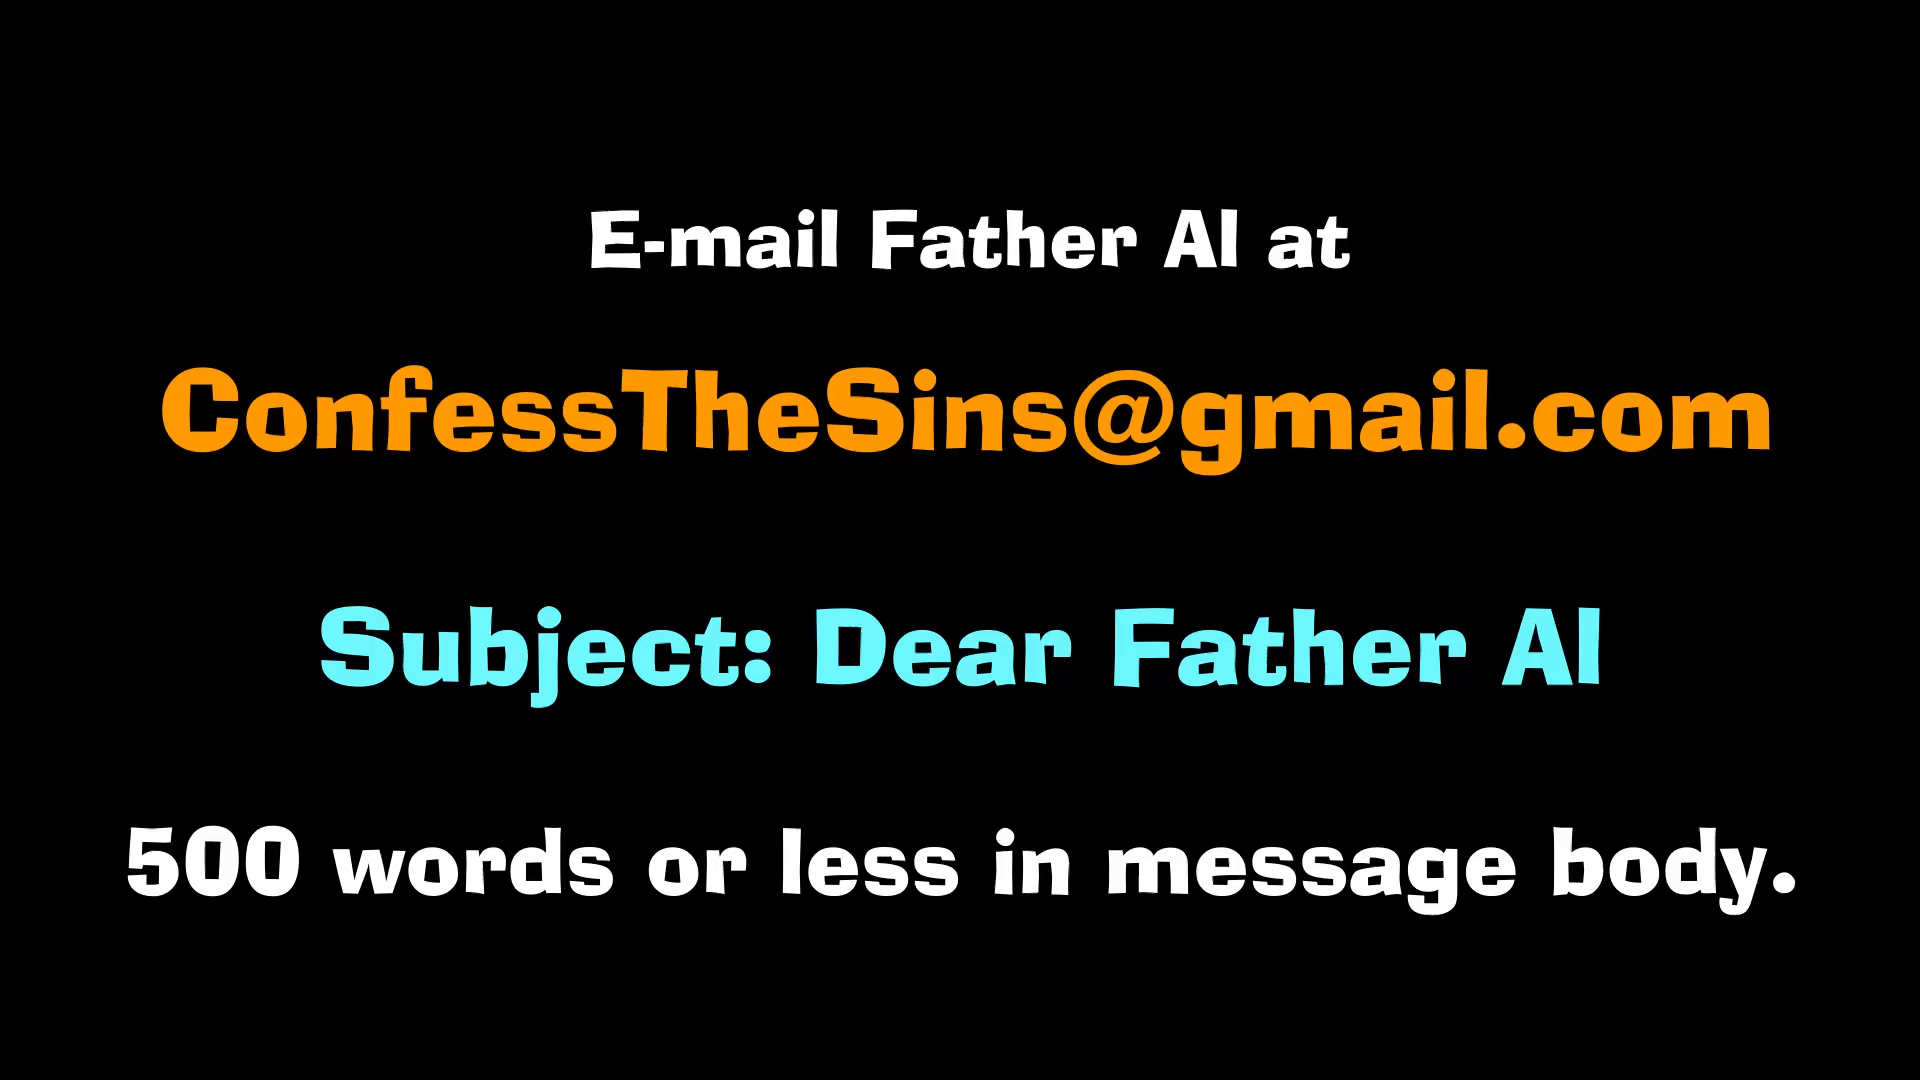 E-mail Father Al at
ConfessTheSins@gmail.com
Subject: Dear Father Al
500 words or less in message body.